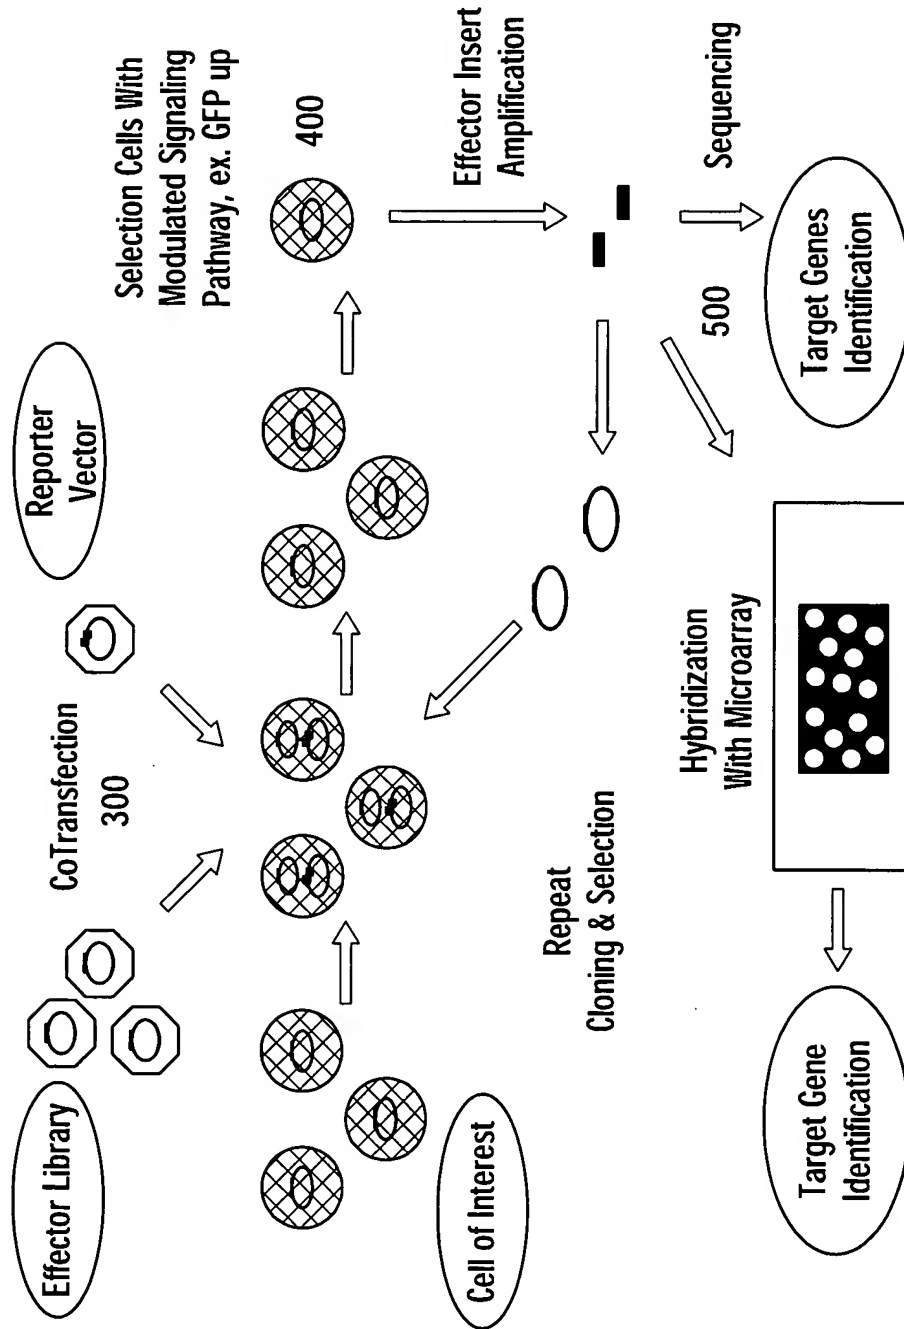 Effector Library
CoTransfection
300
Reporter
Vector
Selection Cells With
Modulated Signaling
Pathway, ex. GFP up
400
Cell of Interest
Effector Insert
Amplification
Repeat
Cloning & Selection
Hybridization
With Microarray
500
Sequencing
Target Gene
Identification
Target Genes
Identification